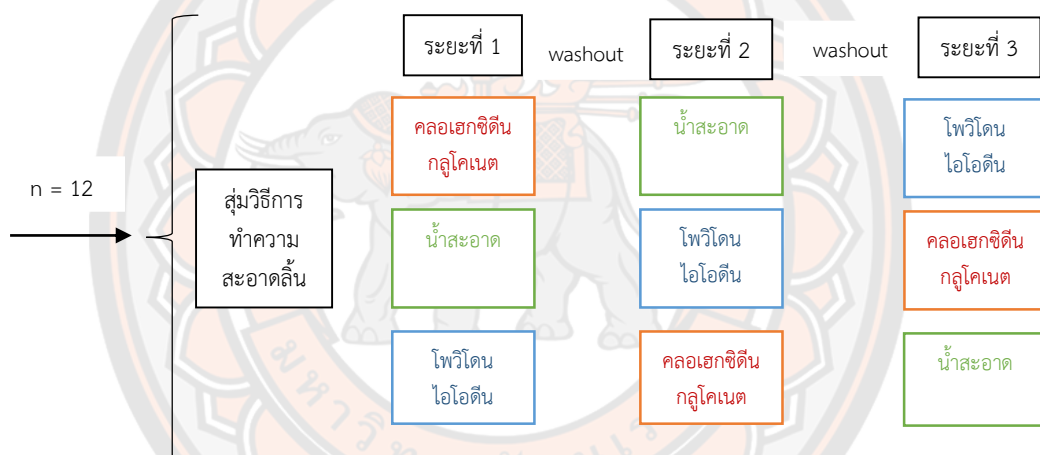 ระยะที่ 1
washout
ระยะที่ 2
washout
ระยะที่ 3
n = 12
สุ่มวิธีการ
ทำความ
สะอาดลิ้น
คลอเฮกซิดีน
กลูโคเนต
น้ำสะอาด
โพวิโดน
ไอโอดีน
น้ำสะอาด
โพวิโดน
ไอโอดีน
คลอเฮกซิดีน
กลูโคเนต
โพวิโดน
ไอโอดีน
คลอเฮกซิดีน
กลูโคเนต
น้ำสะอาด